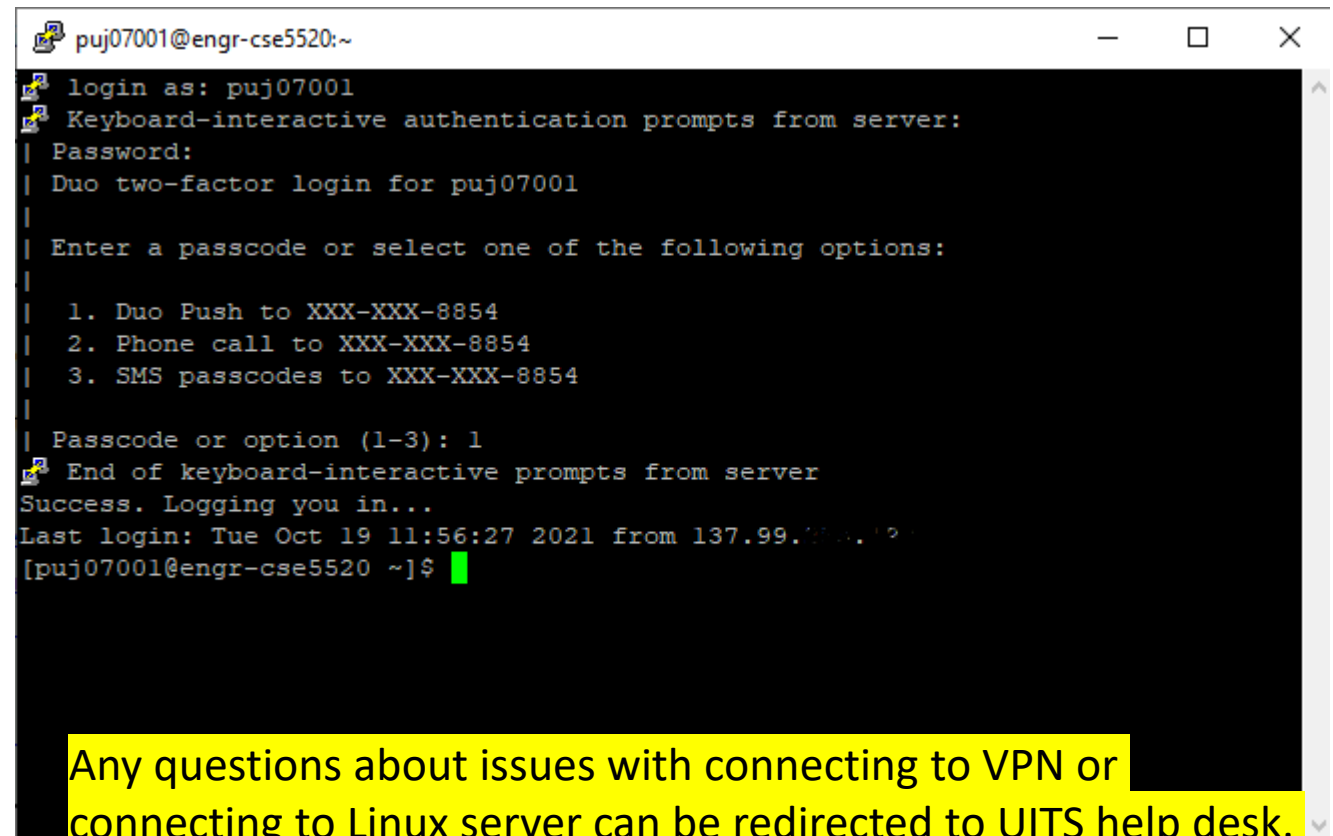 puj07001@engr-cse5520:~
login as: puj07001
Keyboard-interactive authentication prompts from server:
| Password:
| Duo two-factor login for puj07001
|
| Enter a passcode or select one of the following options:
|
|  1. Duo Push to XXX-XXX-8854
|  2. Phone call to XXX-XXX-8854
|  3. SMS passcodes to XXX-XXX-8854
|
| Passcode or option (1-3): 1
End of keyboard-interactive prompts from server
Success. Logging you in...
Last login: Tue Oct 19 11:56:27 2021 from 137.99.
[puj07001@engr-cse5520 ~]$
Any questions about issues with connecting to VPN or
connecting to Linux server can be redirected to UITS help desk.